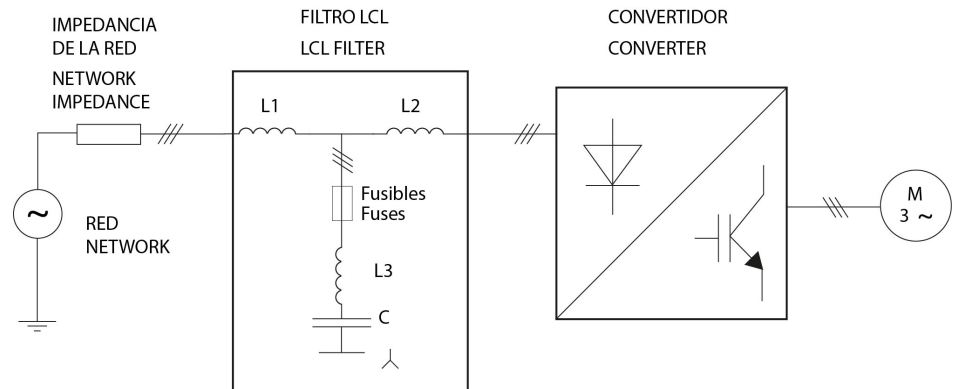 IMPEDANCIA
DE LA RED
NETWORK
IMPEDANCE
FILTRO LCL
LCL FILTER
CONVERTIDOR
CONVERTER
L1
L2
Fusibles
Fuses
L3
C
RED
NETWORK
~
M
3 ~